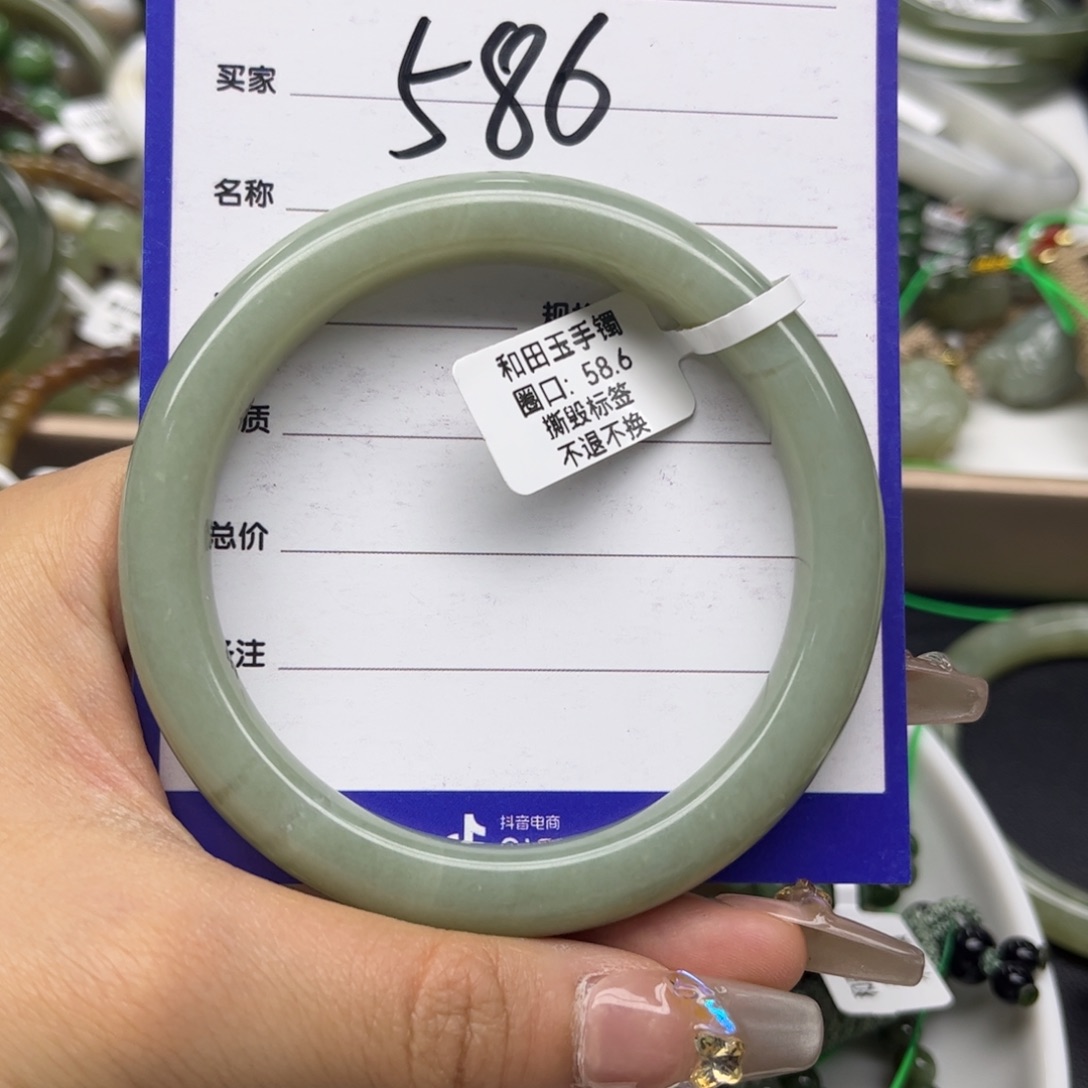 买家 586
名称
和田玉手镯
圈口: 58.6
撕毁标签
不退不换
质
总价
注
抖音电商